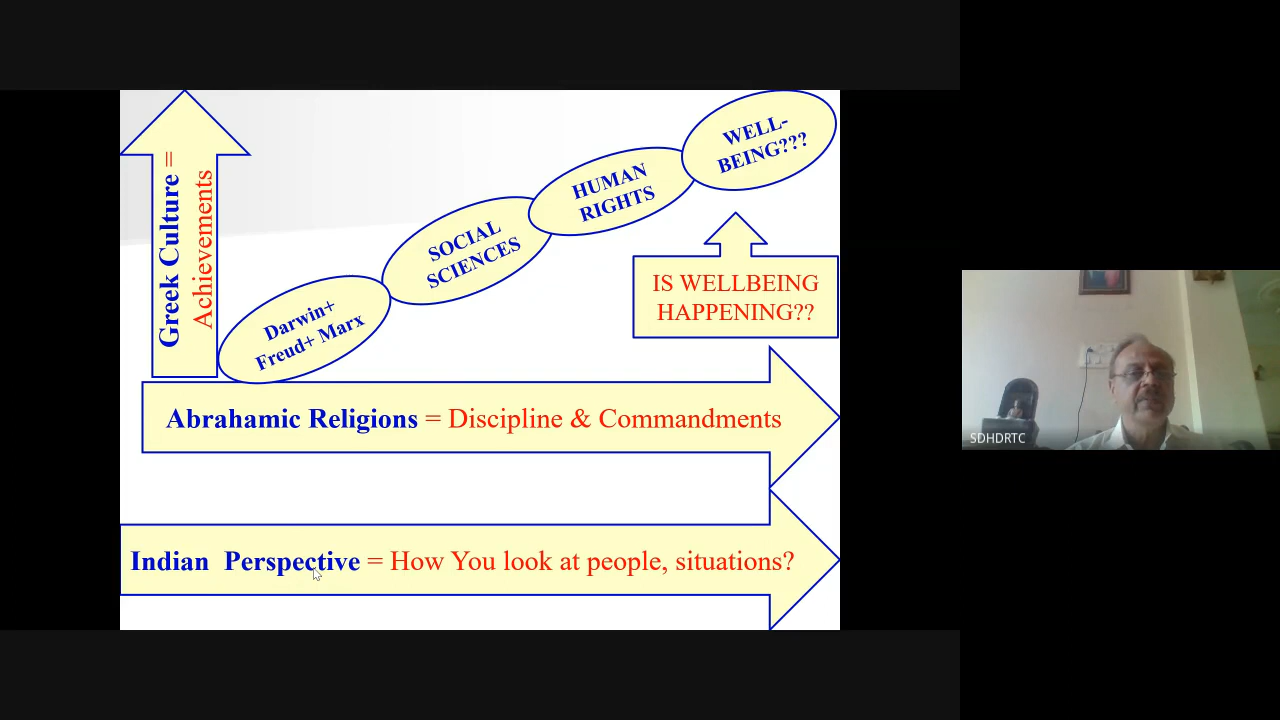 Greek Culture =
Achievements
Darwin+
Freud+ Marx
SOCIAL
SCIENCES
HUMAN
RIGHTS
WELL-
BEING???
IS WELLBEING
HAPPENING??
Abrahamic Religions = Discipline & Commandments
Indian Perspective = How You look at people, situations?
SDHDRTC